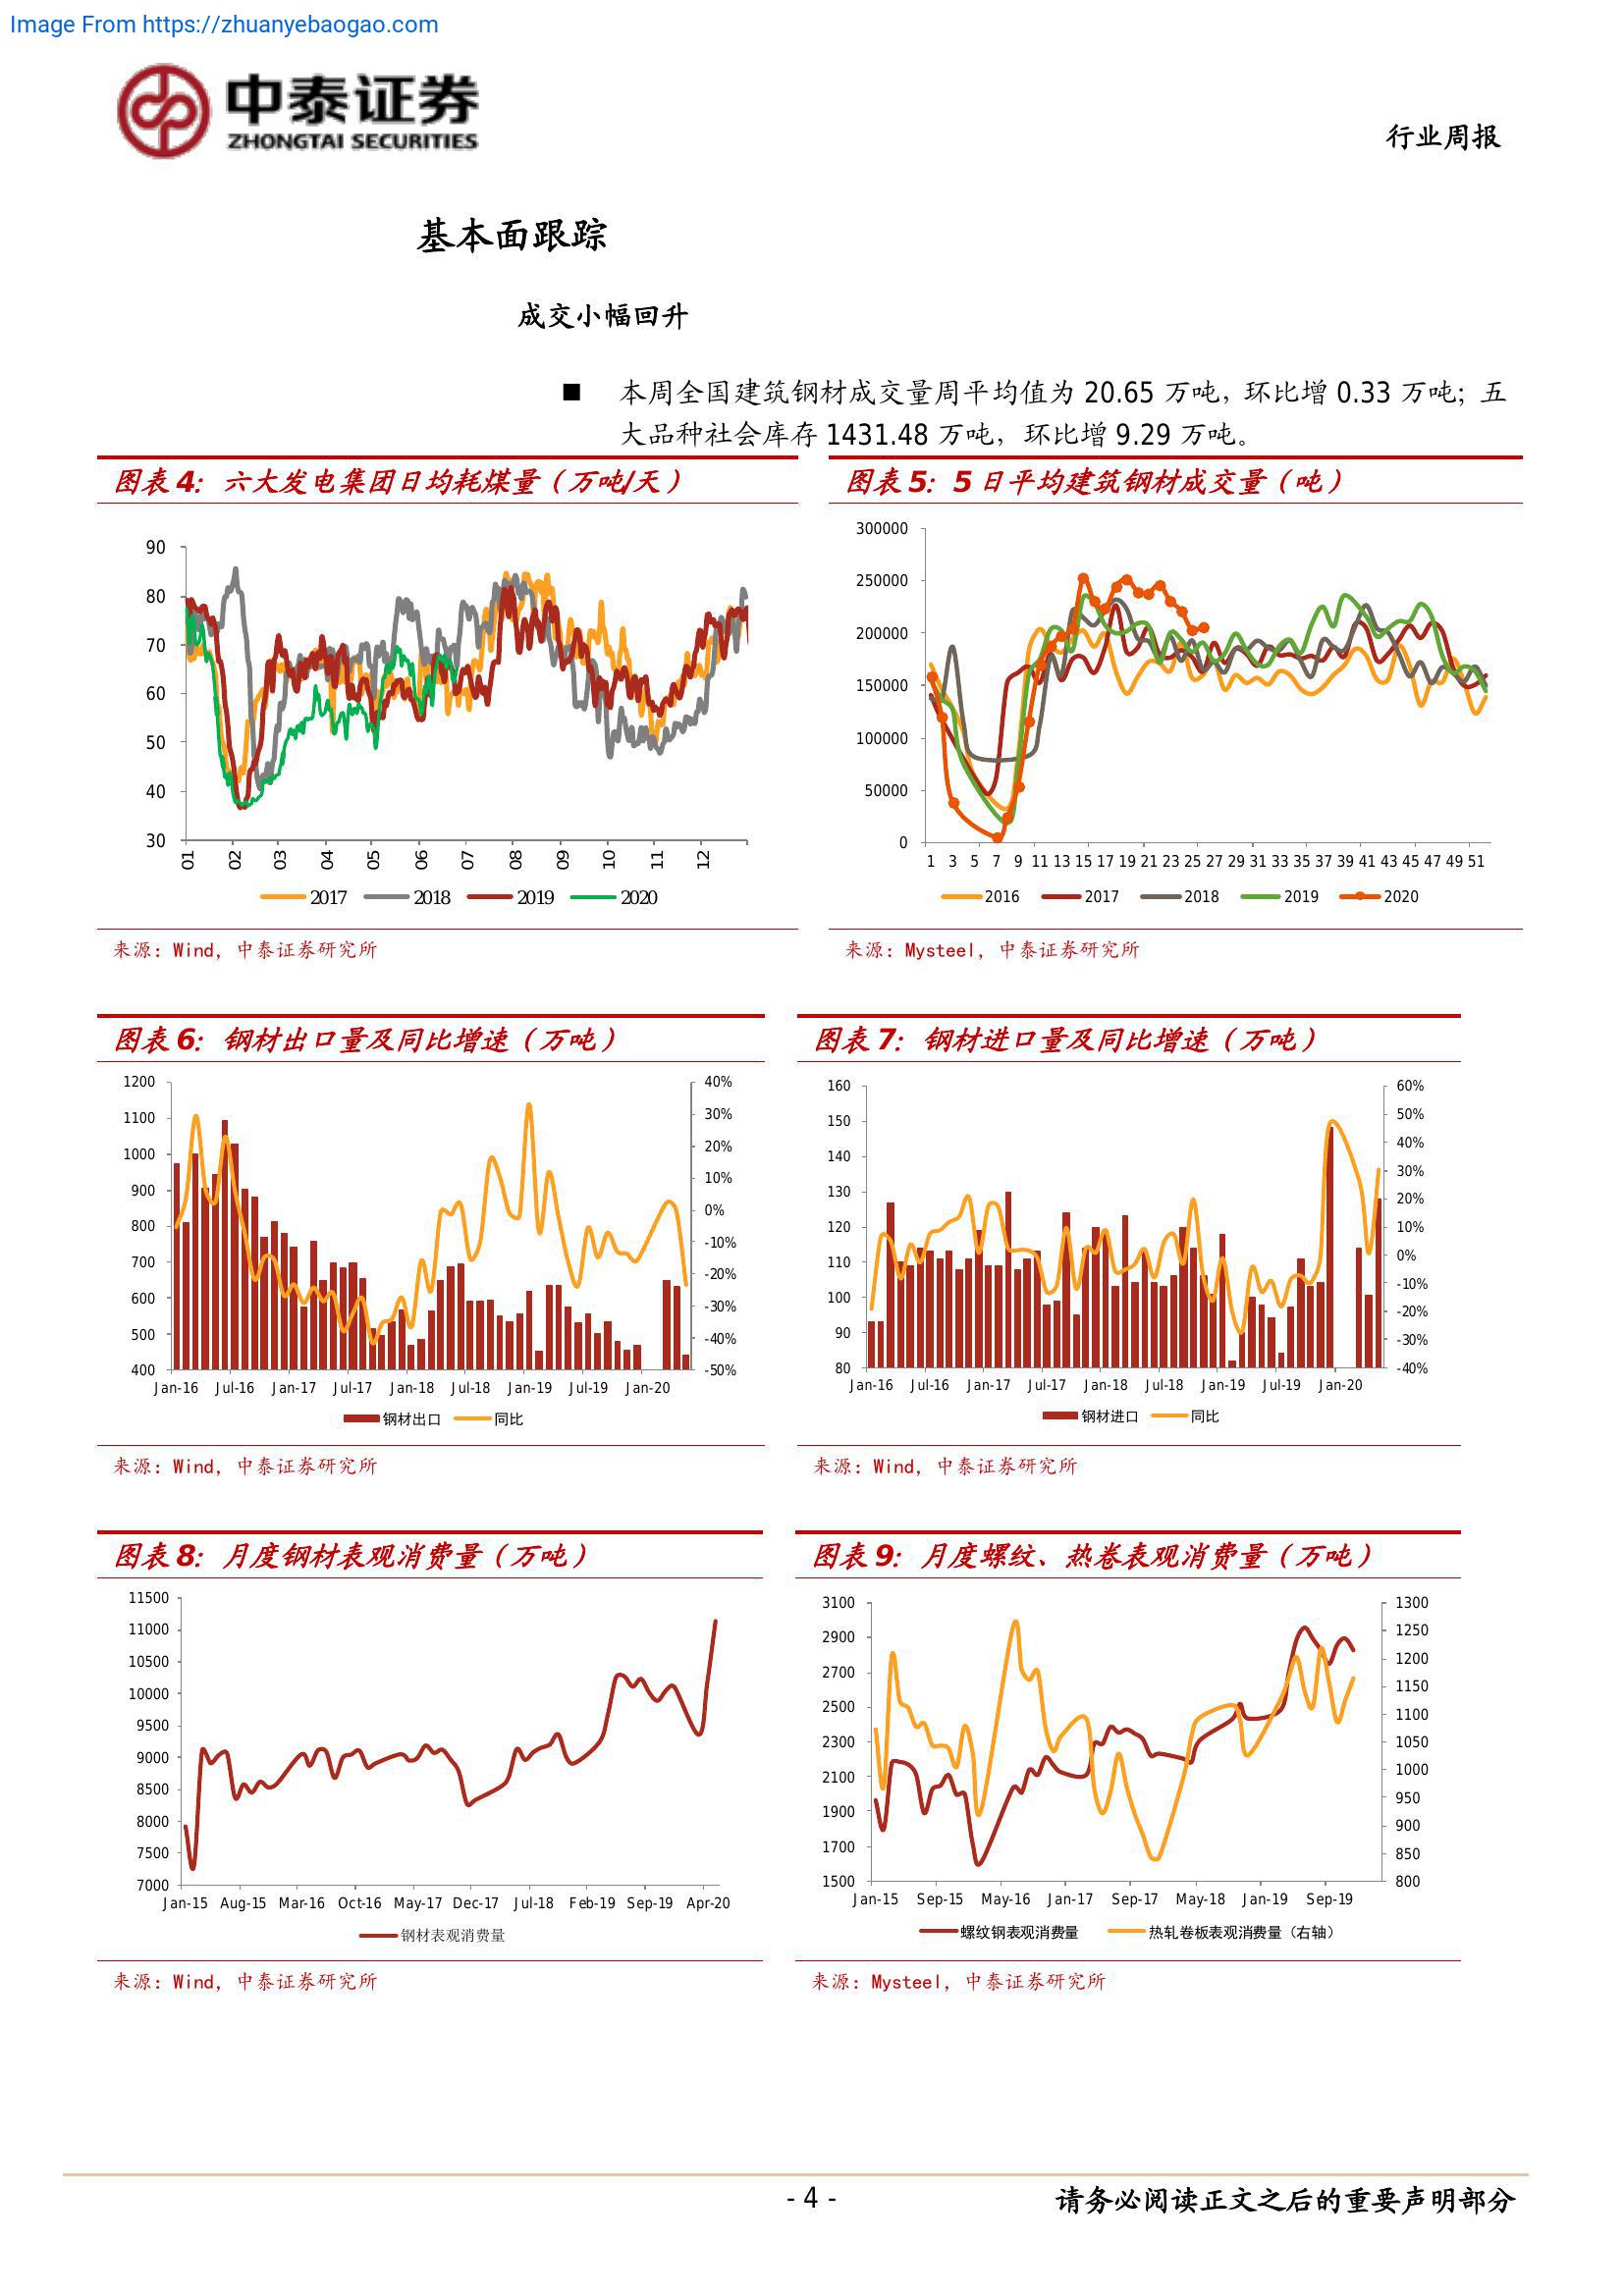 Image From https://zhuanyebaogao.com
中泰证券
ZHONGTAI SECURITIES
行业周报
基本面跟踪
成交小幅回升
■ 本周全国建筑钢材成交量周平均值为 20.65 万吨，环比增 0.33 万吨；五
大品种社会库存 1431.48 万吨，环比增 9.29 万吨。
图表 4：六大发电集团日均耗煤量（万吨/天）
90
80
70
60
50
40
30
01 02 03 04 05 06 07 08 09 10 11 12
2017 2018 2019 2020
来源：Wind，中泰证券研究所
图表 5：5 日平均建筑钢材成交量（吨）
300000
250000
200000
150000
100000
50000
0
1 3 5 7 9 11 13 15 17 19 21 23 25 27 29 31 33 35 37 39 41 43 45 47 49 51
2016 2017 2018 2019 2020
来源：Mysteel，中泰证券研究所
图表 6：钢材出口量及同比增速（万吨）
1200 40%
1100 30%
1000 20%
900 10%
800 0%
700 -10%
600 -20%
500 -30%
400 -40%
-50%
Jan-16 Jul-16 Jan-17 Jul-17 Jan-18 Jul-18 Jan-19 Jul-19 Jan-20
钢材出口 同比
来源：Wind，中泰证券研究所
图表 7：钢材进口量及同比增速（万吨）
160 60%
150 50%
140 40%
130 30%
120 20%
110 10%
100 0%
90 -10%
80 -20%
-30%
-40%
Jan-16 Jul-16 Jan-17 Jul-17 Jan-18 Jul-18 Jan-19 Jul-19 Jan-20
钢材进口 同比
来源：Wind，中泰证券研究所
图表 8：月度钢材表观消费量（万吨）
11500
11000
10500
10000
9500
9000
8500
8000
7500
7000
Jan-15 Aug-15 Mar-16 Oct-16 May-17 Dec-17 Jul-18 Feb-19 Sep-19 Apr-20
钢材表观消费量
来源：Wind，中泰证券研究所
图表 9：月度螺纹、热卷表观消费量（万吨）
3100 1300
2900 1250
2700 1200
2500 1150
2300 1100
2100 1050
1900 1000
1700 950
1500 900
850
800
Jan-15 Sep-15 May-16 Jan-17 Sep-17 May-18 Jan-19 Sep-19
螺纹钢表观消费量 热轧卷板表观消费量（右轴）
来源：Mysteel，中泰证券研究所
- 4 -
请务必阅读正文之后的重要声明部分